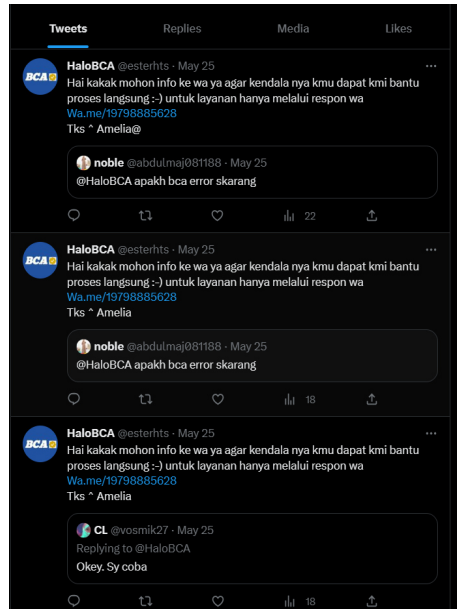 Tweets Replies Media Likes
HaloBCA @esterhts · May 25
BCA
Hai kakak mohon info ke wa ya agar kendala nya kmu dapat kmi bantu
proses langsung :-) untuk layanan hanya melalui respon wa
Wa.me/19798885628
Tks ^ Amelia@
noble @abdulmaj081188 · May 25
@HaloBCA apakh bca error skarang
22
HaloBCA @esterhts · May 25
BCA
Hai kakak mohon info ke wa ya agar kendala nya kmu dapat kmi bantu
proses langsung :-) untuk layanan hanya melalui respon wa
Wa.me/19798885628
Tks ^ Amelia
noble @abdulmaj081188 · May 25
@HaloBCA apakh bca error skarang
18
HaloBCA @esterhts · May 25
BCA
Hai kakak mohon info ke wa ya agar kendala nya kmu dapat kmi bantu
proses langsung :-) untuk layanan hanya melalui respon wa
Wa.me/19798885628
Tks ^ Amelia
CL @vosmik27 · May 25
Replying to @HaloBCA
Okey. Sy coba
18